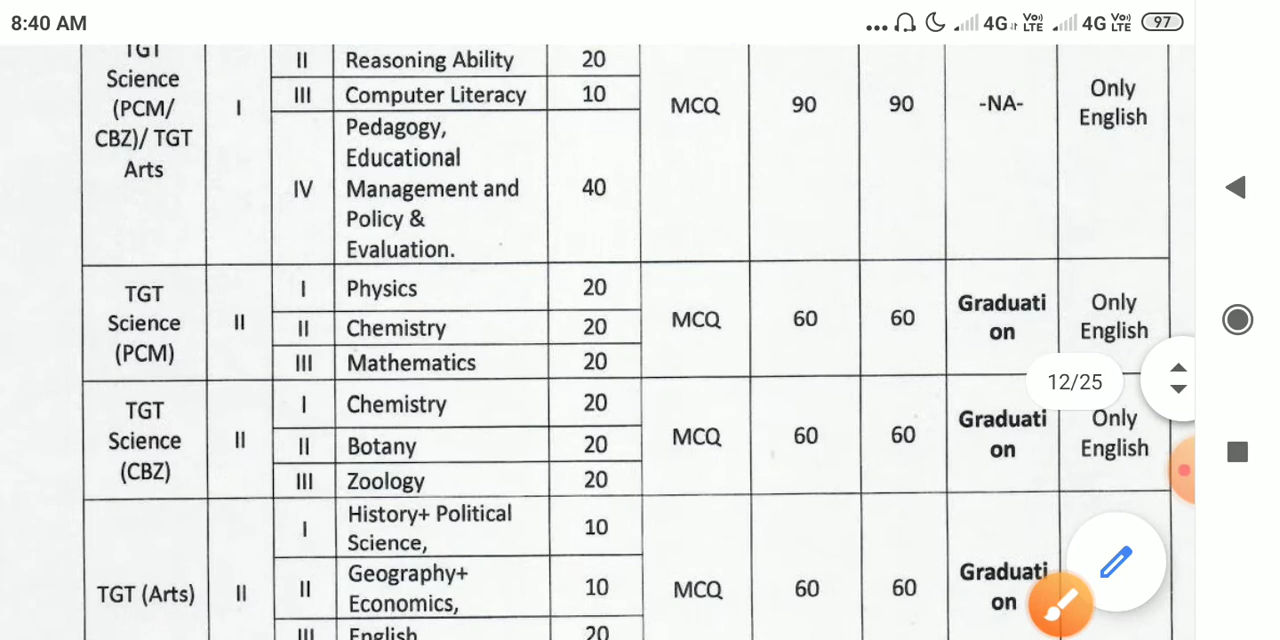 8:40 AM
4G VoLTE 4G VoLTE 97
TGT
Science
(PCM/
CBZ)/ TGT
Arts
I
II Reasoning Ability 20
III Computer Literacy 10
IV Pedagogy,
Educational
Management and
Policy &
Evaluation.
40
MCQ 90 90 -NA-
Only
English
TGT
Science
(PCM)
II
I Physics 20
II Chemistry 20
III Mathematics 20
MCQ 60 60
Graduati
on
Only
English
12/25
TGT
Science
(CBZ)
II
I Chemistry 20
II Botany 20
III Zoology 20
MCQ 60 60
Graduati
on
Only
English
TGT (Arts)
II
I History+ Political
Science,
10
II Geography+
Economics,
10
III English 20
MCQ 60 60
Graduati
on